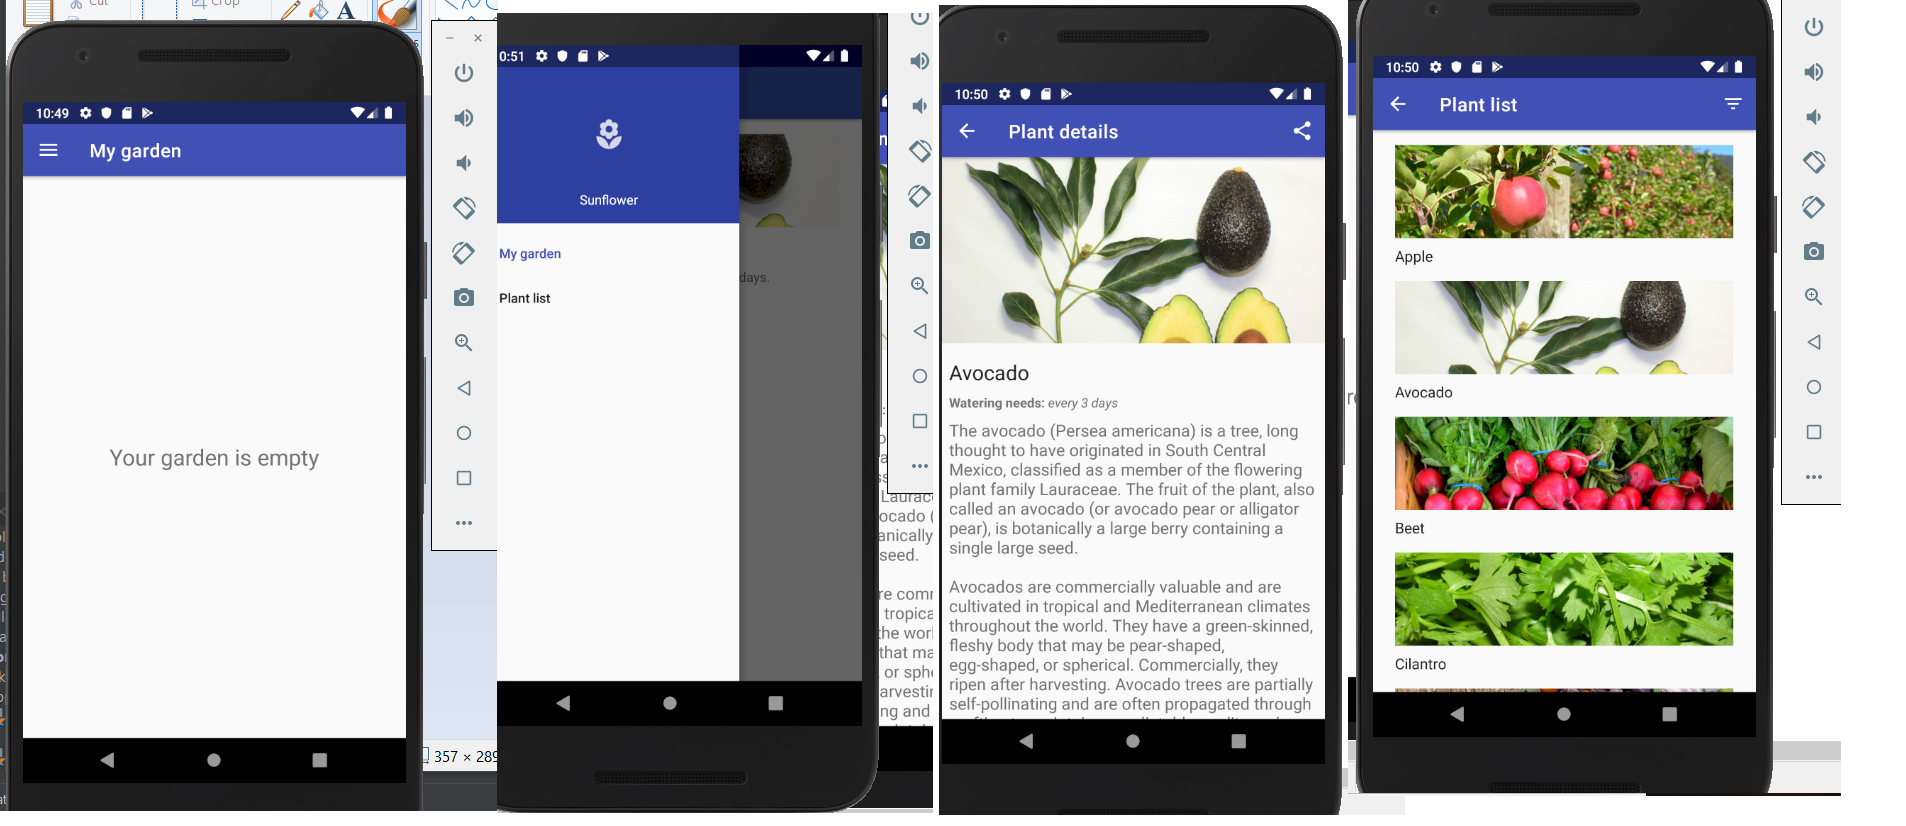 Cut
Crop
A
10:49
My garden
Your garden is empty
357 × 289
0:51
Sunflower
My garden
Plant list
days.
Laurace
ocado (
anically
seed.
re comm
tropica
the worl
that ma
or sphe
arvestin
ng and
10:50
Plant details
Avocado
Watering needs: every 3 days
The avocado (Persea americana) is a tree, long
thought to have originated in South Central
Mexico, classified as a member of the flowering
plant family Lauraceae. The fruit of the plant, also
called an avocado (or avocado pear or alligator
pear), is botanically a large berry containing a
single large seed.
Avocados are commercially valuable and are
cultivated in tropical and Mediterranean climates
throughout the world. They have a green-skinned,
fleshy body that may be pear-shaped,
egg-shaped, or spherical. Commercially, they
ripen after harvesting. Avocado trees are partially
self-pollinating and are often propagated through
10:50
Plant list
Apple
Avocado
Beet
Cilantro